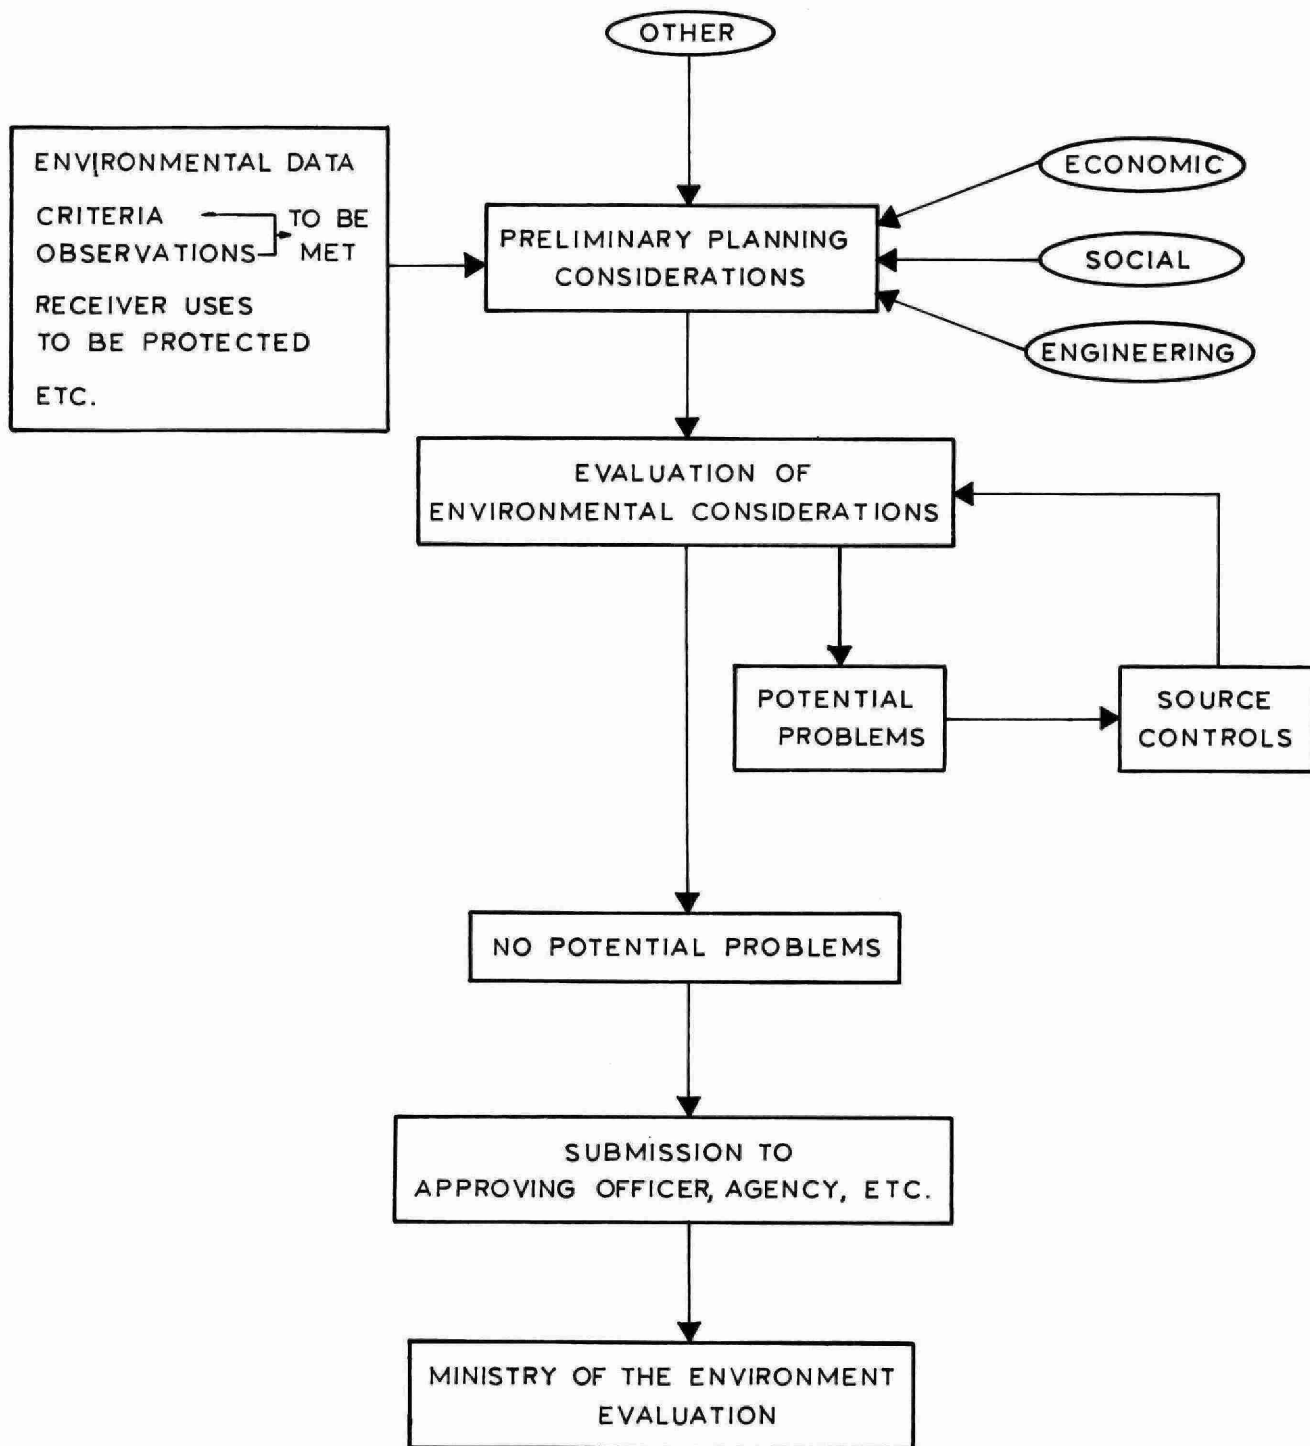 OTHER
ENVIRONMENTAL DATA
CRITERIA
OBSERVATIONS
TO BE
MET
RECEIVER USES
TO BE PROTECTED
ETC.
PRELIMINARY PLANNING
CONSIDERATIONS
ECONOMIC
SOCIAL
ENGINEERING
EVALUATION OF
ENVIRONMENTAL CONSIDERATIONS
POTENTIAL
PROBLEMS
SOURCE
CONTROLS
NO POTENTIAL PROBLEMS
SUBMISSION TO
APPROVING OFFICER, AGENCY, ETC.
MINISTRY OF THE ENVIRONMENT
EVALUATION